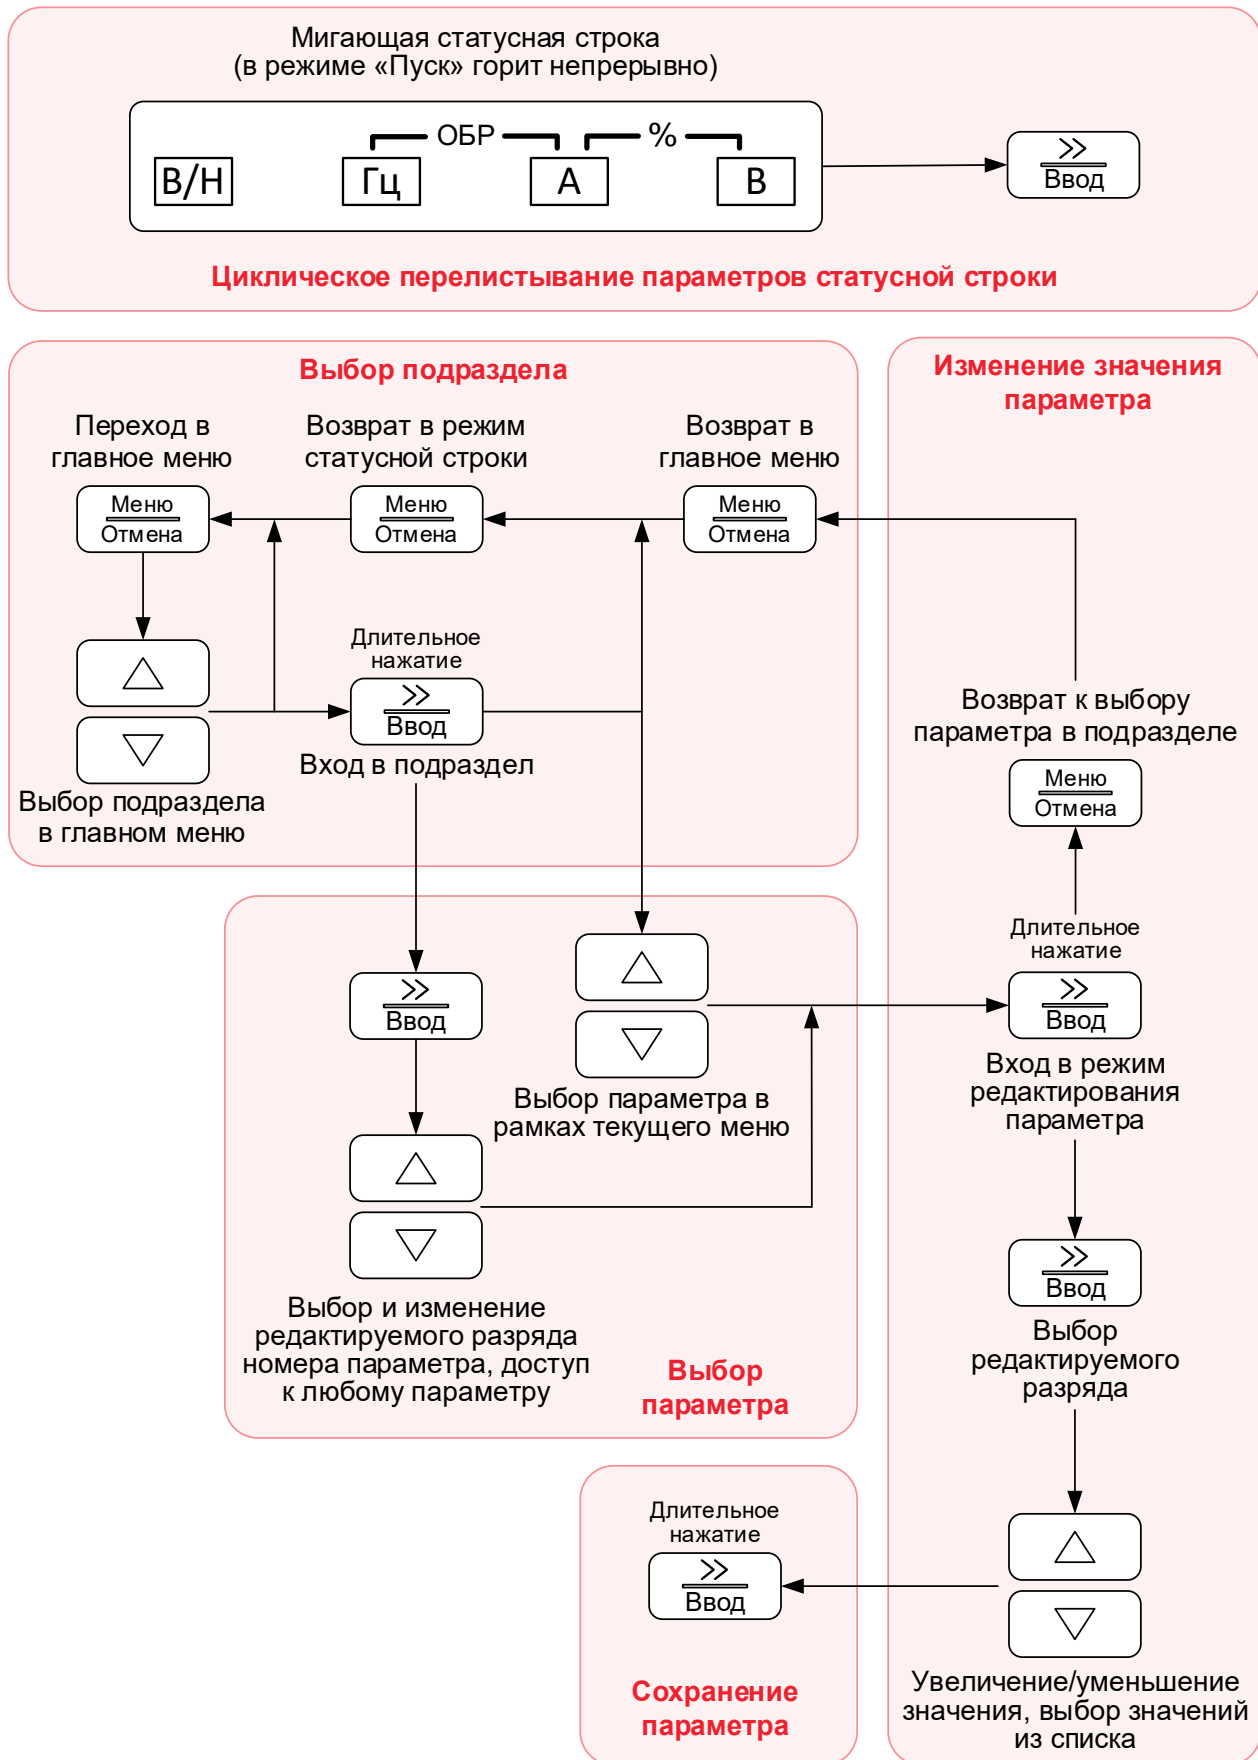 Мигающая статусная строка
(в режиме «Пуск» горит непрерывно)
ОБР
%
В/Н
Гц
А
В
>>
Ввод
Циклическое перелистывание параметров статусной строки
Выбор подраздела
Переход в
главное меню
Возврат в режим
статусной строки
Возврат в
главное меню
Меню
Отмена
Меню
Отмена
Меню
Отмена
Длительное
нажатие
>>
Ввод
Вход в подраздел
Выбор подраздела
в главном меню
>>
Ввод
Выбор параметра в
рамках текущего меню
Выбор и изменение
редактируемого разряда
номера параметра, доступ
к любому параметру
Выбор
параметра
Изменение значения
параметра
Возврат к выбору
параметра в подразделе
Меню
Отмена
Длительное
нажатие
>>
Ввод
Вход в режим
редактирования
параметра
>>
Ввод
Выбор
редактируемого
разряда
Увеличение/уменьшение
значения, выбор значений
из списка
Длительное
нажатие
>>
Ввод
Сохранение
параметра